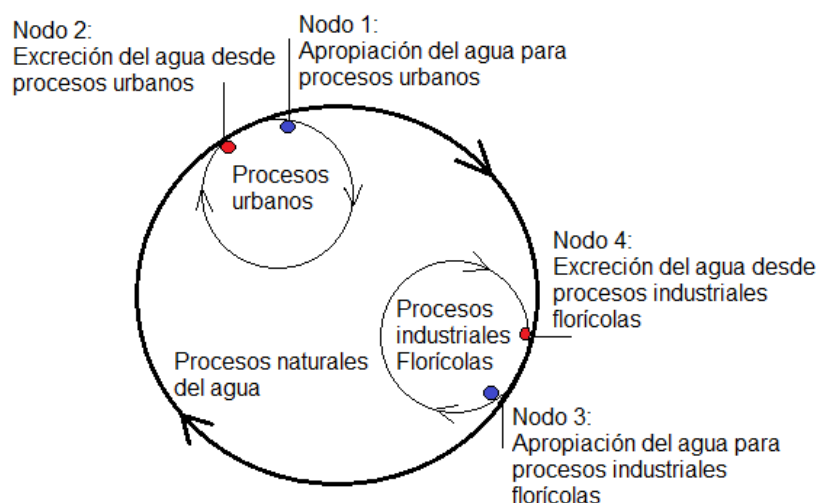 Nodo 2:
Excreción del agua desde
procesos urbanos
Nodo 1:
Apropiación del agua para
procesos urbanos
Procesos
urbanos
Nodo 4:
Excreción del agua desde
procesos industriales
florícolas
Procesos
industriales
Florícolas
Procesos naturales
del agua
Nodo 3:
Apropiación del agua para
procesos industriales
florícolas